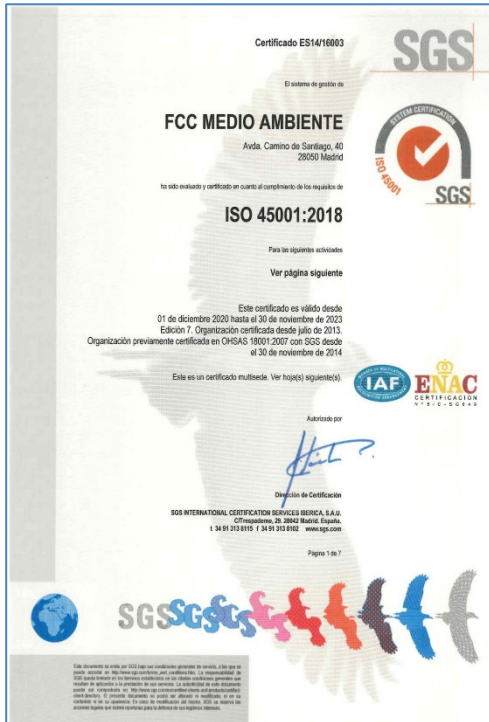 Certificado ES14/16003
SGS
El sistema de gestión de
FCC MEDIO AMBIENTE
Avda. Camino de Santiago, 40
28050 Madrid
SYSTEM CERTIFICATION
ISO 45001
SGS
ha sido evaluado y certificado en cuanto al cumplimiento de los requisitos de
ISO 45001:2018
Para las siguientes actividades
Ver página siguiente
Este certificado es válido desde
01 de diciembre 2020 hasta el 30 de noviembre de 2023
Edición 7. Organización certificada desde julio de 2013.
Organización previamente certificada en OHSAS 18001:2007 con SGS desde
el 30 de noviembre de 2014
Este es un certificado multisede. Ver hoja(s) siguiente(s).
IAF
ENAC
CERTIFICACIÓN
Autorizado por
Dirección de Certificación
SGS INTERNATIONAL CERTIFICATION SERVICES IBERICA, S.A.U.
C/Trespaderne, 29. 28042 Madrid. España.
t 34 91 313 8115 f 34 91 313 8102 www.sgs.com
Página 1 de 7
SGS SGS SGS